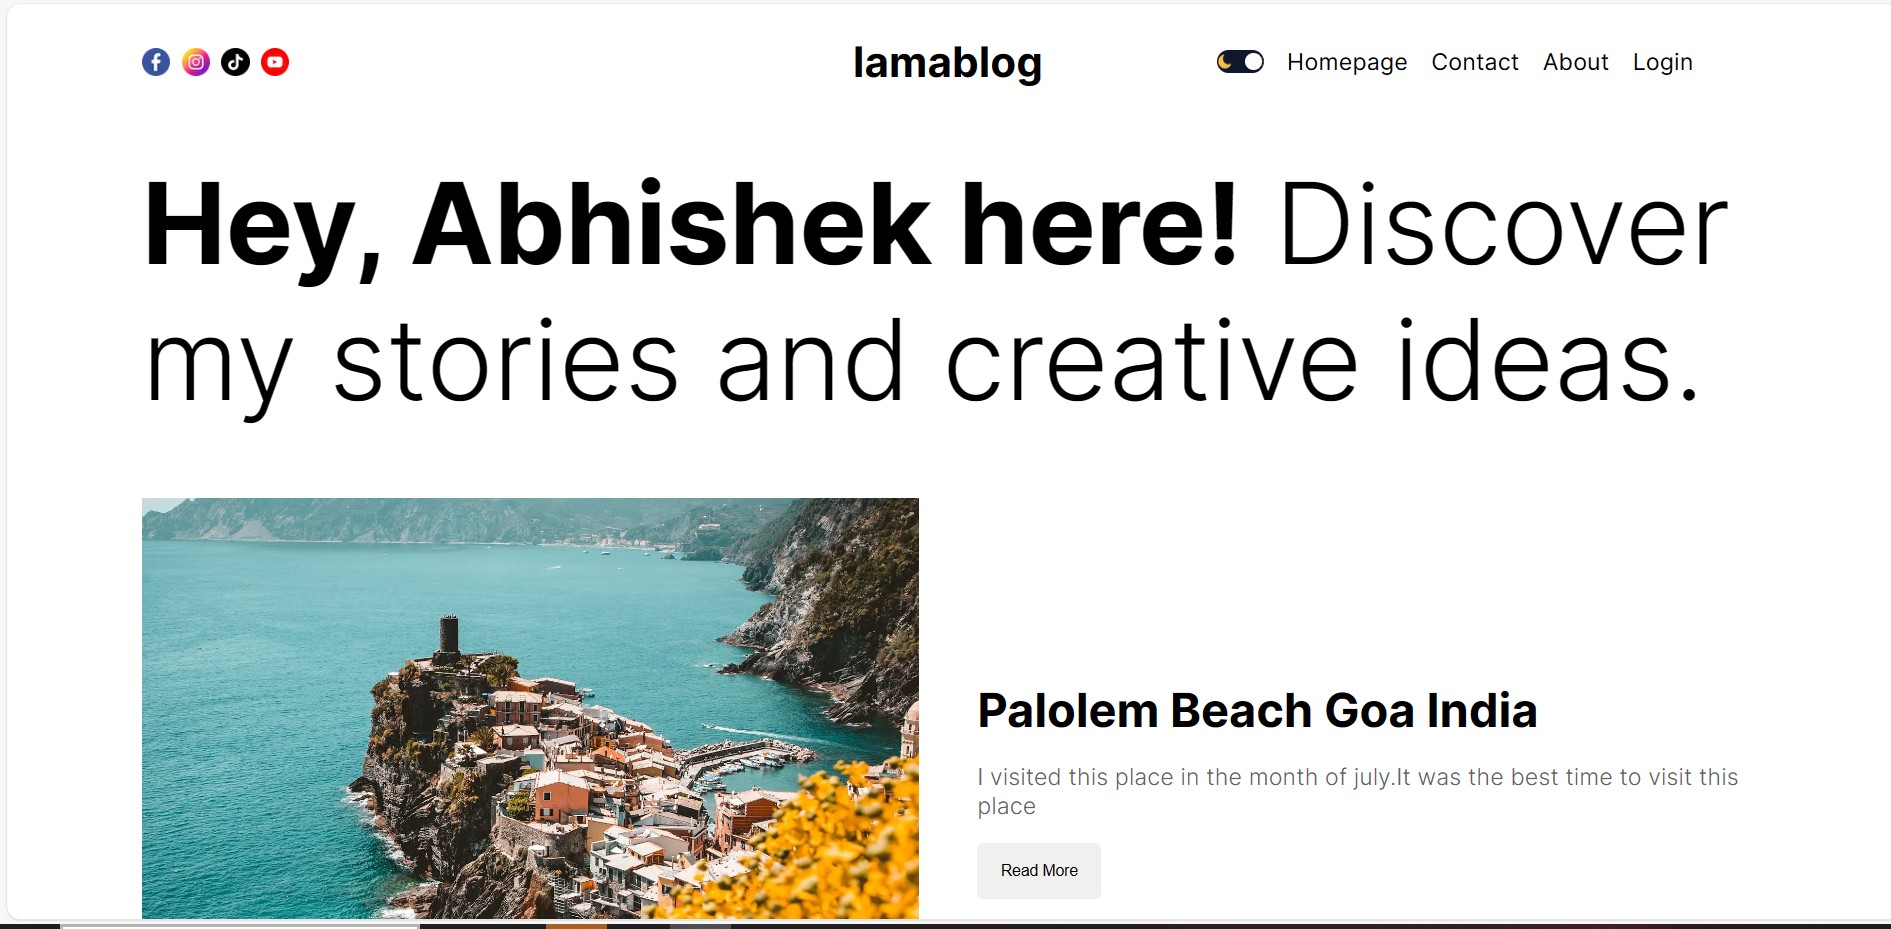 lamablog
Homepage Contact About Login
Hey, Abhishek here! Discover
my stories and creative ideas.
Palolem Beach Goa India
I visited this place in the month of july.It was the best time to visit this
place
Read More